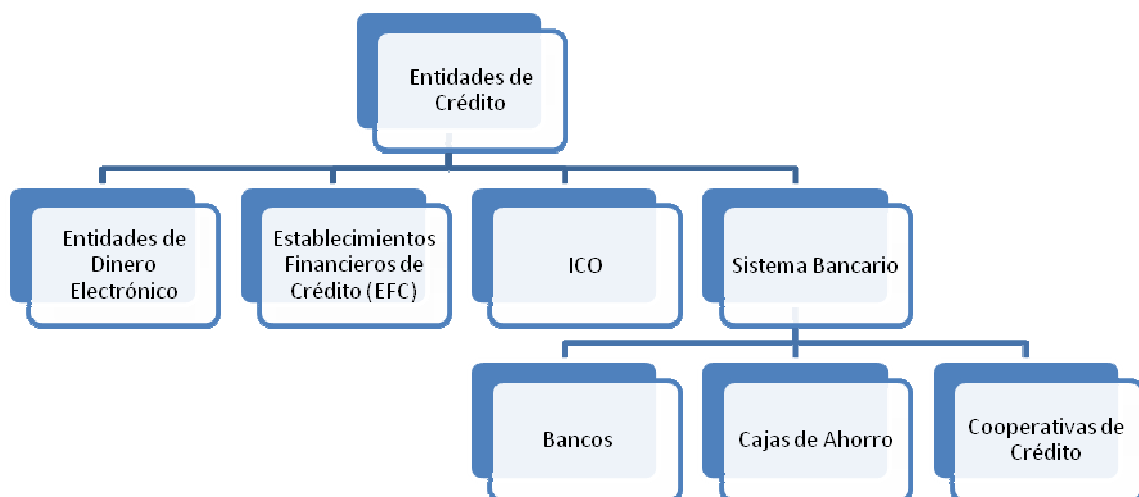 Entidades de
Crédito
Entidades de
Dinero
Electrónico
Establecimientos
Financieros de
Crédito (EFC)
ICO
Sistema Bancario
Bancos
Cajas de Ahorro
Cooperativas de
Crédito